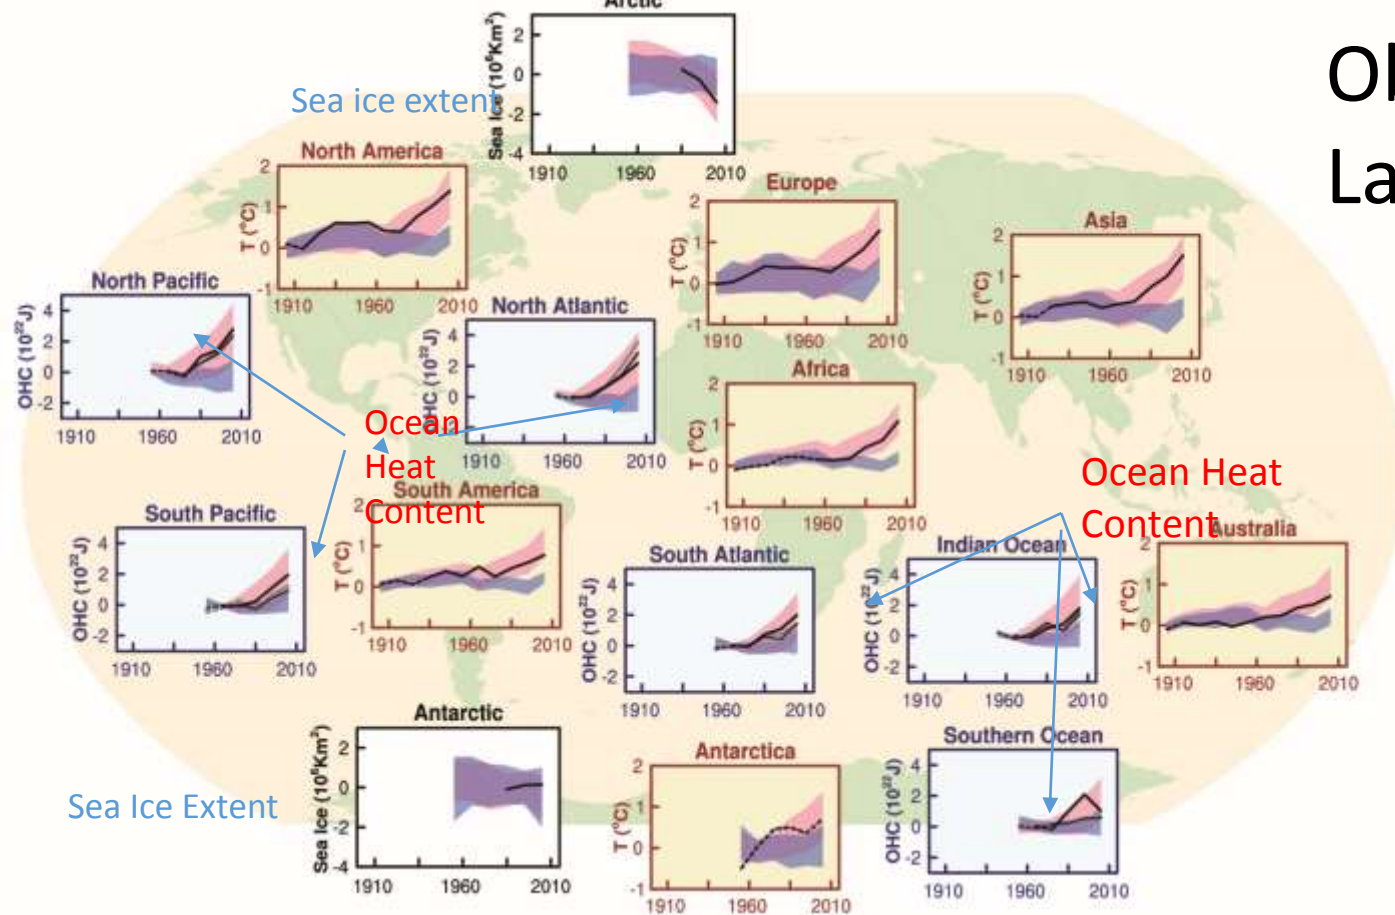 Arctic
Sea Ice (10⁶Km²)
2
0
-2
-4
1910 1960 2010
Sea ice extent
North America
T (°C)
2
1
0
-1
1910 1960 2010
Europe
T (°C)
2
1
0
-1
1910 1960 2010
Asia
T (°C)
2
1
0
-1
1910 1960 2010
North Pacific
OHC (10²²J)
4
2
0
-2
1910 1960 2010
North Atlantic
OHC (10²²J)
4
2
0
-2
1910 1960 2010
Africa
T (°C)
2
1
0
-1
1910 1960 2010
Ocean
Heat
Content
Ocean Heat
Content
South Pacific
OHC (10²²J)
4
2
0
-2
1910 1960 2010
South America
T (°C)
2
1
0
-1
1910 1960 2010
South Atlantic
OHC (10²²J)
4
2
0
-2
1910 1960 2010
Indian Ocean
OHC (10²²J)
4
2
0
-2
1910 1960 2010
Australia
T (°C)
2
1
0
-1
1910 1960 2010
Antarctic
Sea Ice (10⁶Km²)
2
0
-2
-4
1910 1960 2010
Sea Ice Extent
Antarctica
T (°C)
2
1
0
-1
1910 1960 2010
Southern Ocean
OHC (10²²J)
4
2
0
-2
1910 1960 2010